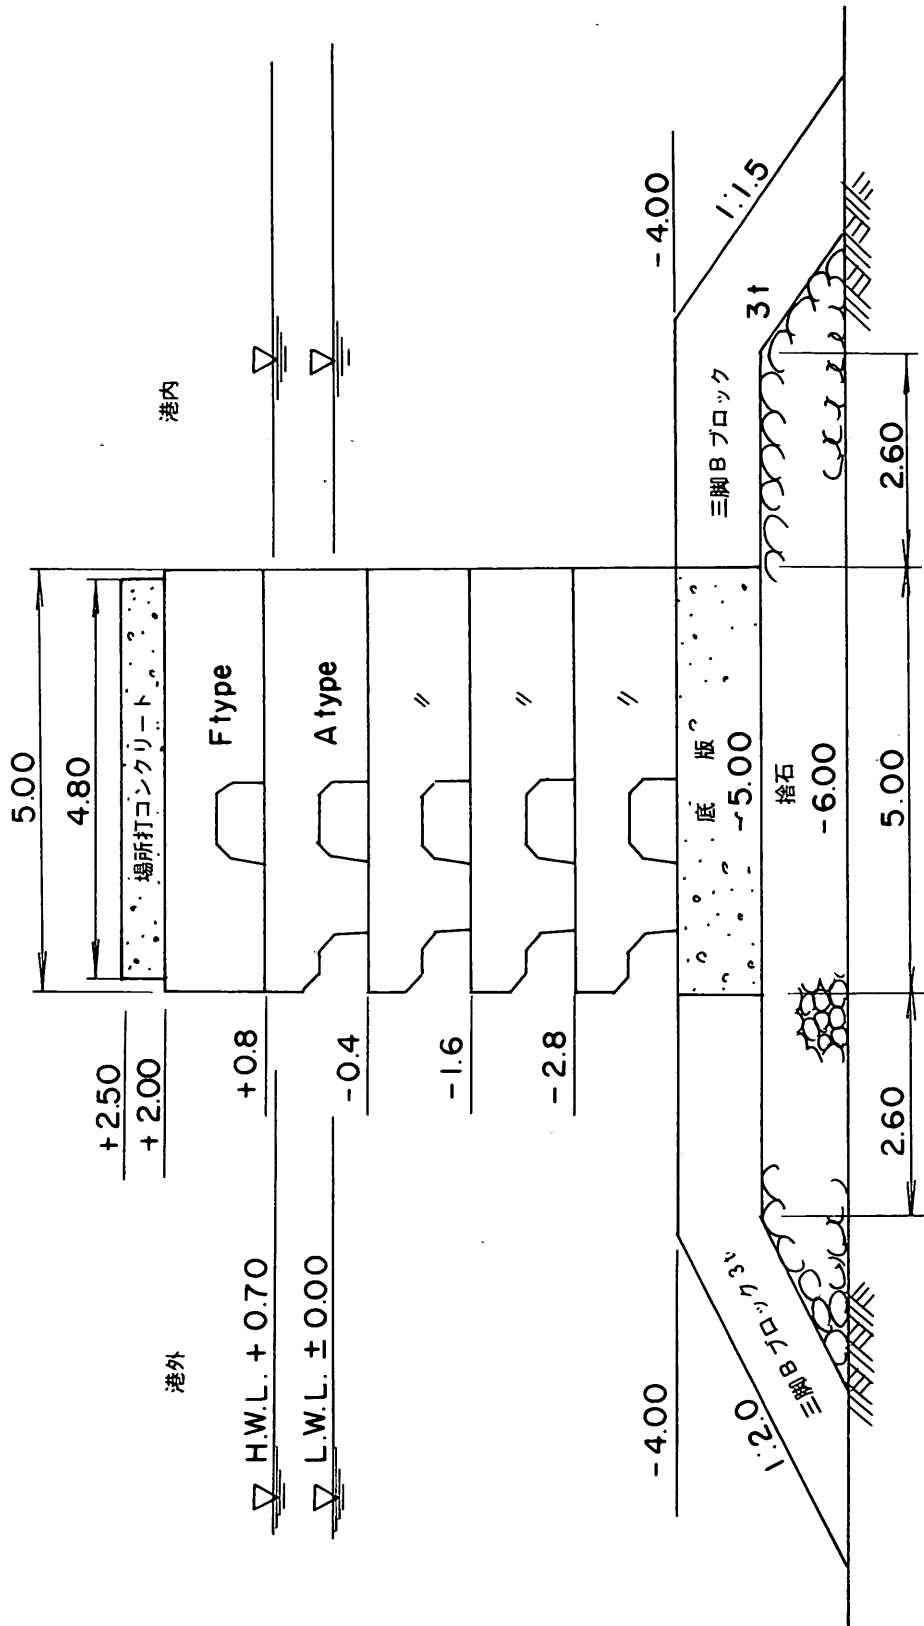 港外
港内
5.00
4.80
+2.50
+2.00
場所打コンクリート
F type
+0.8
H.W.L. +0.70
A type
L.W.L. ±0.00
-0.4
〃
-1.6
〃
-2.8
〃
-4.00
-4.00
底版
三脚Bブロック
3t
1:1.5
1:2.0
三脚Bブロック3t
-5.00
捨石
-6.00
2.60
5.00
2.60